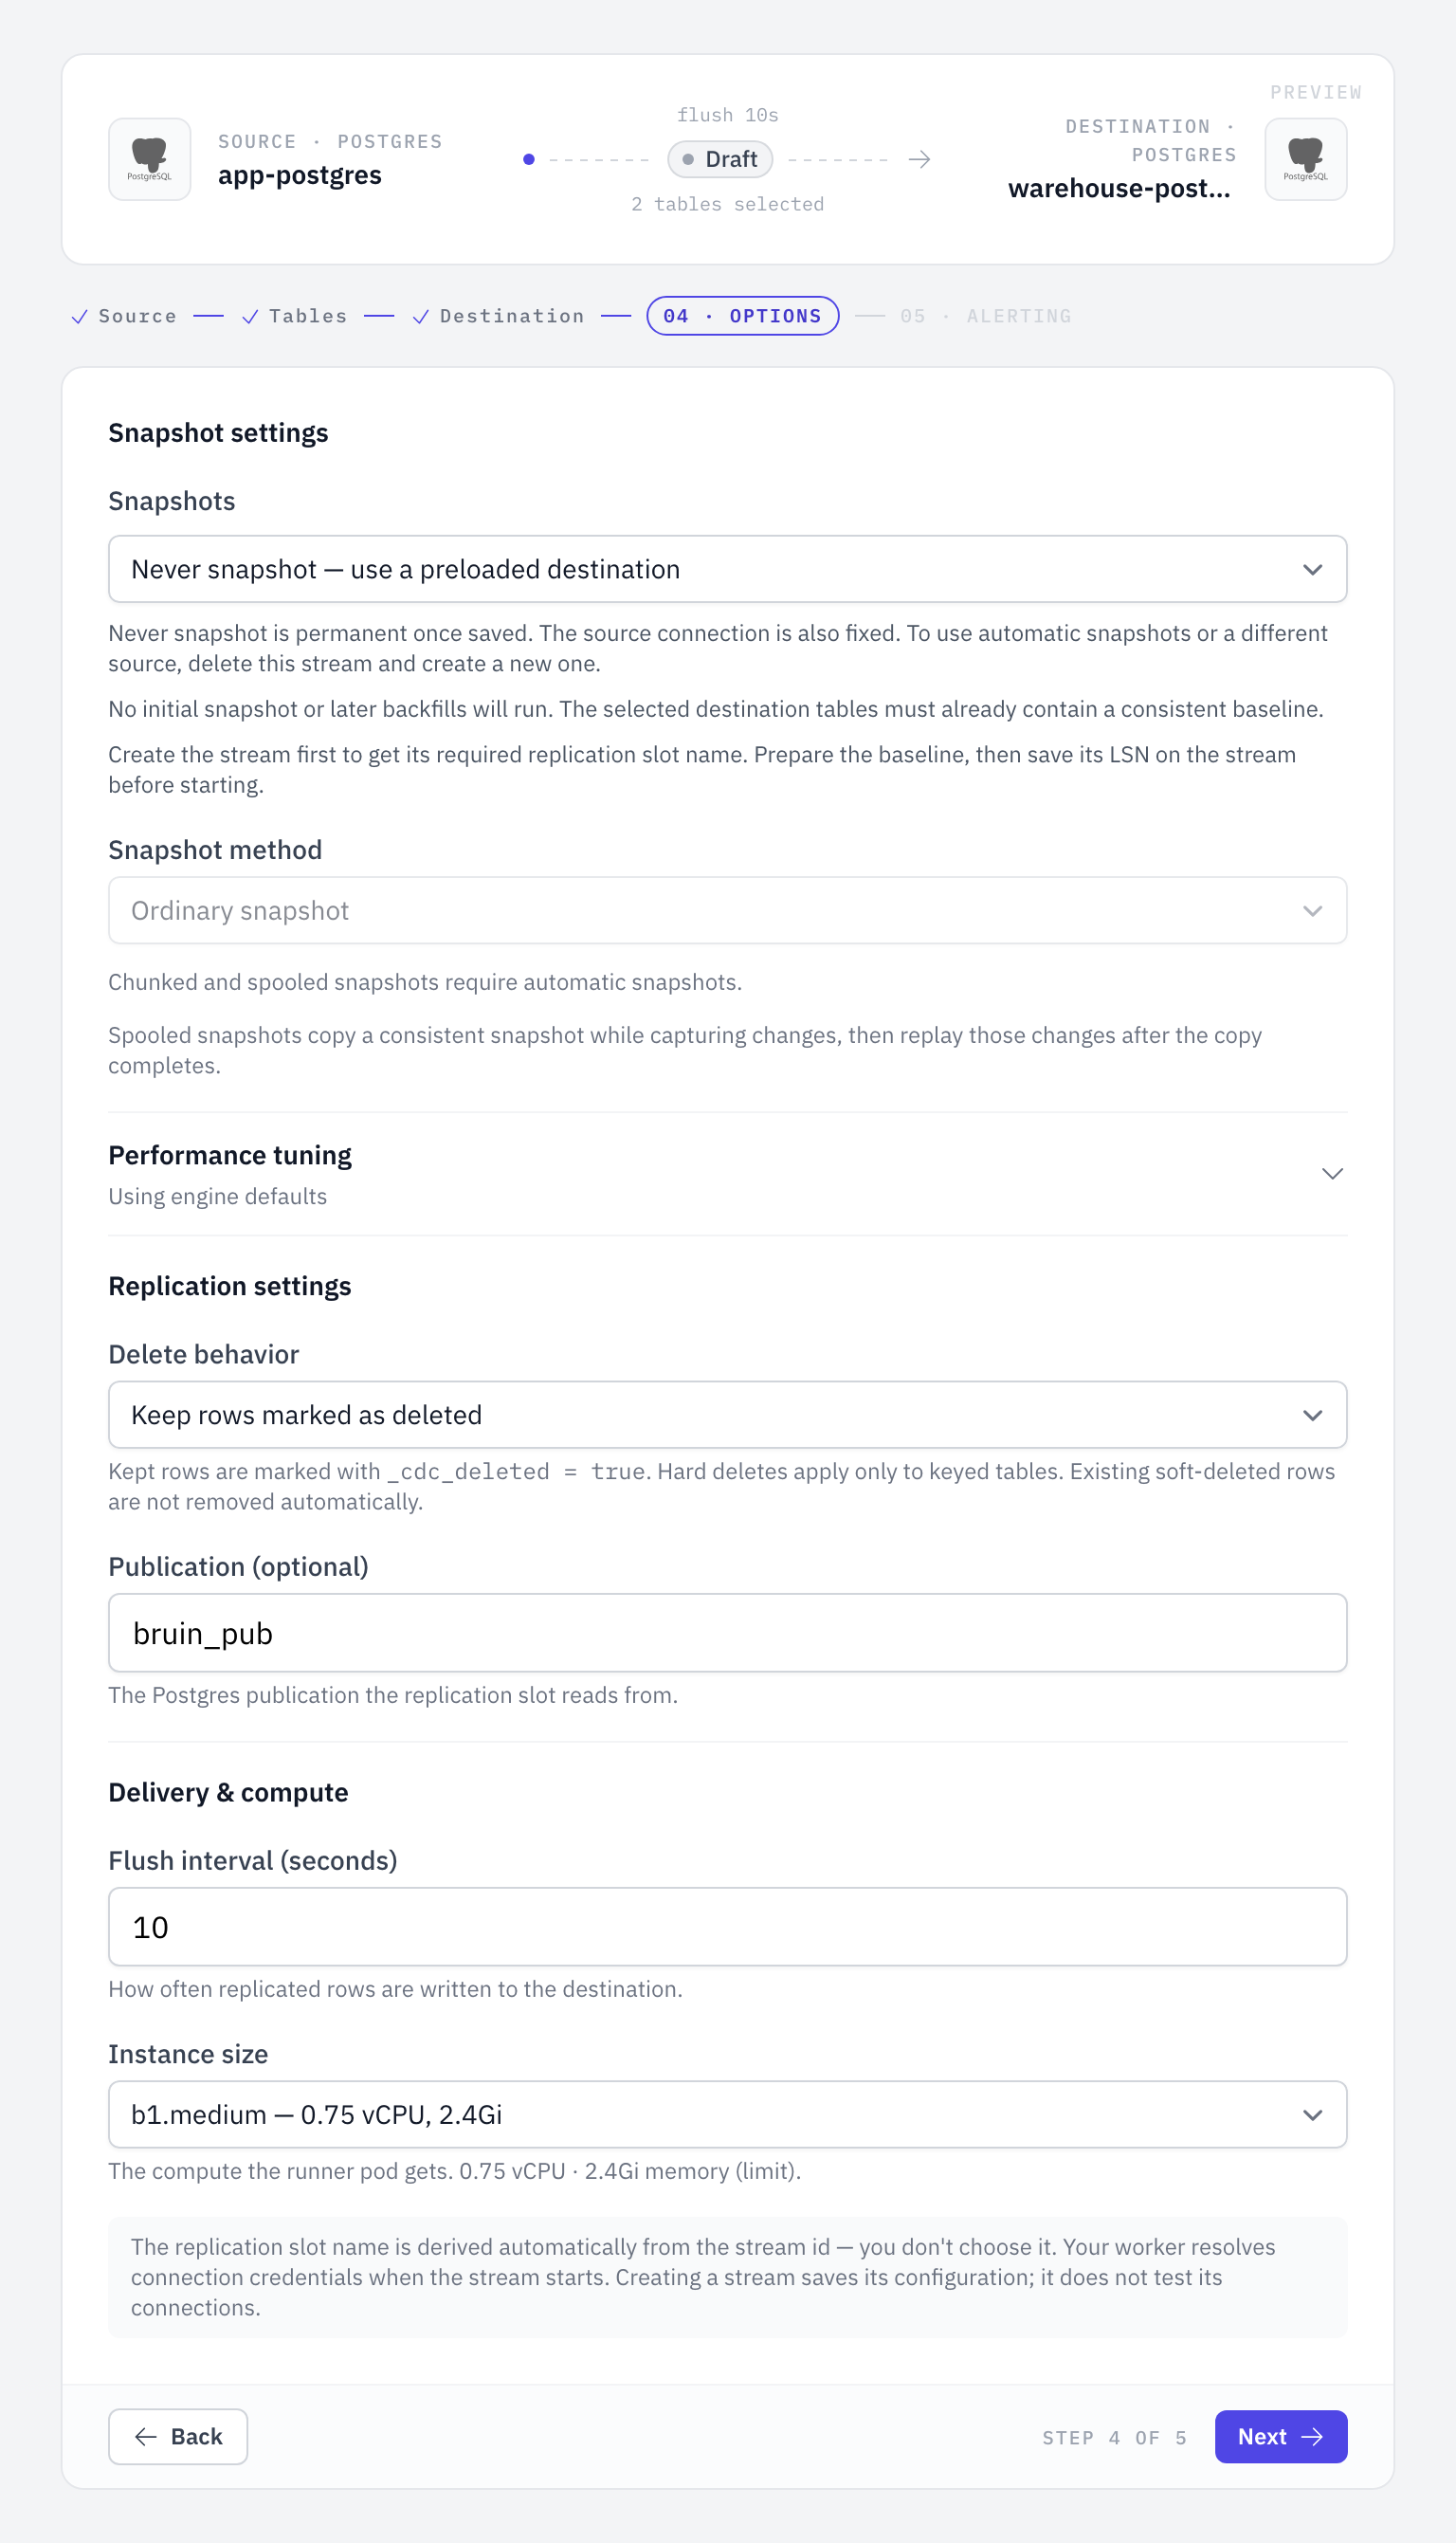 PREVIEW
PostgreSQL
SOURCE · POSTGRES
app-postgres
flush 10s
Draft
2 tables selected
DESTINATION ·
POSTGRES
warehouse-post...
PostgreSQL
Source
Tables
Destination
04 · OPTIONS
05 · ALERTING
Snapshot settings
Snapshots
Never snapshot — use a preloaded destination
Never snapshot is permanent once saved. The source connection is also fixed. To use automatic snapshots or a different
source, delete this stream and create a new one.
No initial snapshot or later backfills will run. The selected destination tables must already contain a consistent baseline.
Create the stream first to get its required replication slot name. Prepare the baseline, then save its LSN on the stream
before starting.
Snapshot method
Ordinary snapshot
Chunked and spooled snapshots require automatic snapshots.
Spooled snapshots copy a consistent snapshot while capturing changes, then replay those changes after the copy
completes.
Performance tuning
Using engine defaults
Replication settings
Delete behavior
Keep rows marked as deleted
Kept rows are marked with _cdc_deleted = true. Hard deletes apply only to keyed tables. Existing soft-deleted rows
are not removed automatically.
Publication (optional)
bruin_pub
The Postgres publication the replication slot reads from.
Delivery & compute
Flush interval (seconds)
10
How often replicated rows are written to the destination.
Instance size
b1.medium — 0.75 vCPU, 2.4Gi
The compute the runner pod gets. 0.75 vCPU · 2.4Gi memory (limit).
The replication slot name is derived automatically from the stream id — you don't choose it. Your worker resolves
connection credentials when the stream starts. Creating a stream saves its configuration; it does not test its
connections.
Back
STEP 4 OF 5
Next